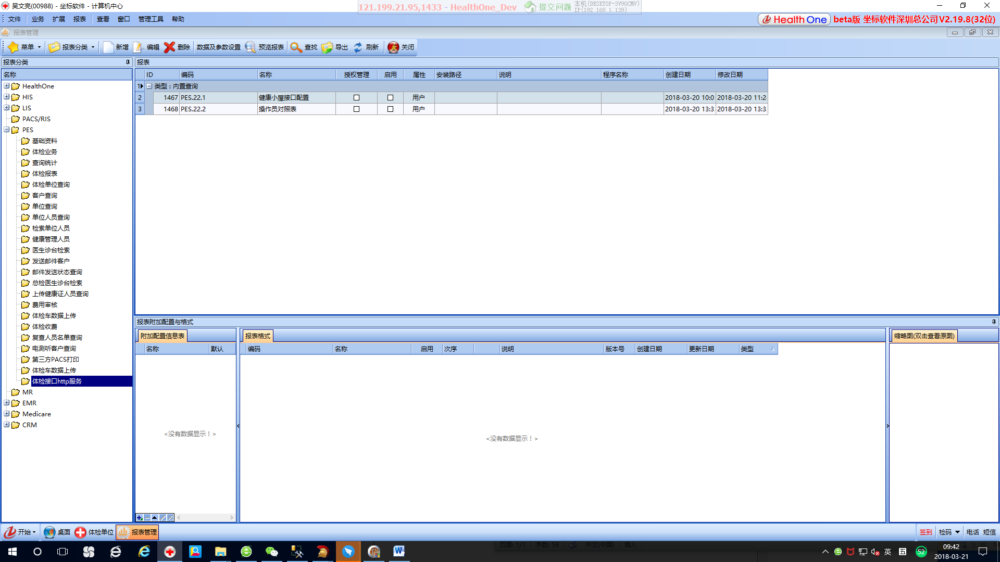 吴文亮(00988) - 坐标软件 - 计算机中心
121.199.21.95,1433 - HealthOne_Dev 提交问题 本机(DESKTOP-3V90CMV)
IP(192.168.1.139)
文件 业务 扩展 报表 查看 窗口 管理工具 帮助
Health One beta版 坐标软件深圳总公司 V2.19.8(32位)
报表管理
菜单 报表分类 新增 编辑 删除 数据及参数设置 预览报表 查找 导出 刷新 关闭
报表分类
名称
HealthOne
HIS
LIS
PACS/RIS
PES
基础资料
体检业务
查询统计
体检报表
体检单位查询
客户查询
单位查询
单位人员查询
检索单位人员
健康管理人员
医生诊台检索
发送邮件客户
邮件发送状态查询
总检医生诊台检索
上传健康证人员查询
费用审核
体检车数据上传
体检收费
复查人员名单查询
电测听客户查询
第三方PACS打印
体检车数据上传
体检接口http服务
MR
EMR
Medicare
CRM
报表
ID 编码 名称 授权管理 启用 属性 安装路径 说明 程序名称 创建日期 修改日期
1 类型 : 内置查询
2 1467 PES.22.1 健康小屋接口配置 用户 2018-03-20 10:0 2018-03-20 11:2
3 1468 PES.22.2 操作员对照表 用户 2018-03-20 13:3 2018-03-20 13:3
报表附加配置与格式
附加配置信息表
名称 默认
<没有数据显示！>
报表格式
编码 名称 启用 次序 说明 版本号 创建日期 更新日期 类型
<没有数据显示！>
缩略图(双击查看原图)
开始 桌面 体检单位 报表管理
签到 检码 电话 短信
页面: 1/1 字数: 58 中文(中国) 插入
英 52 09:42
2018-03-21